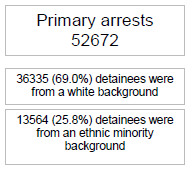 Primary arrests
52672
36335 (69.0%) detainees were
from a white background
13564 (25.8%) detainees were
from an ethnic minority
background